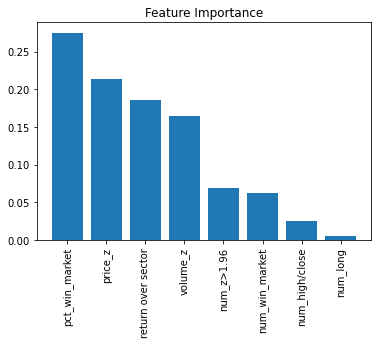 Feature Importance
0.25
0.20
0.15
0.10
0.05
0.00
pct_win_market
price_z
return over sector
volume_z
num_z>1.96
num_win_market
num_high/close
num_long